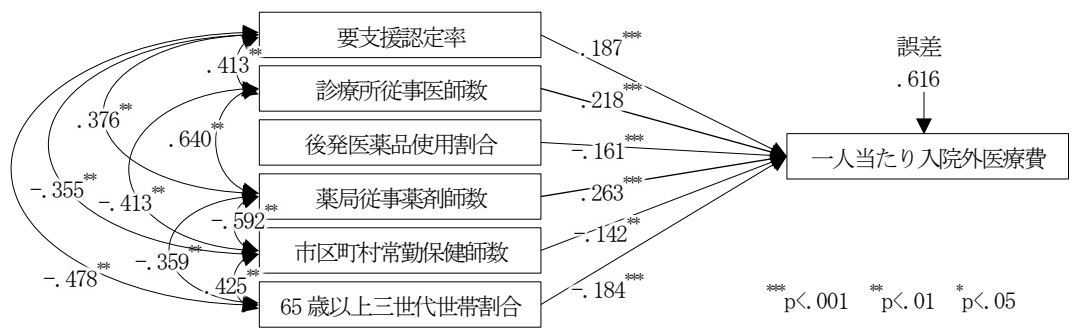 要支援認定率
診療所従事医師数
後発医薬品使用割合
薬局従事薬剤師数
市区町村常勤保健師数
65歳以上三世代世帯割合
.413**
.376**
.640**
-.355**
-.413**
-.592**
-.359**
-.478**
.425**
.187***
.218***
-.161***
.263***
-.142**
-.184***
誤差
.616
一人当たり入院外医療費
***p<.001 **p<.01 *p<.05